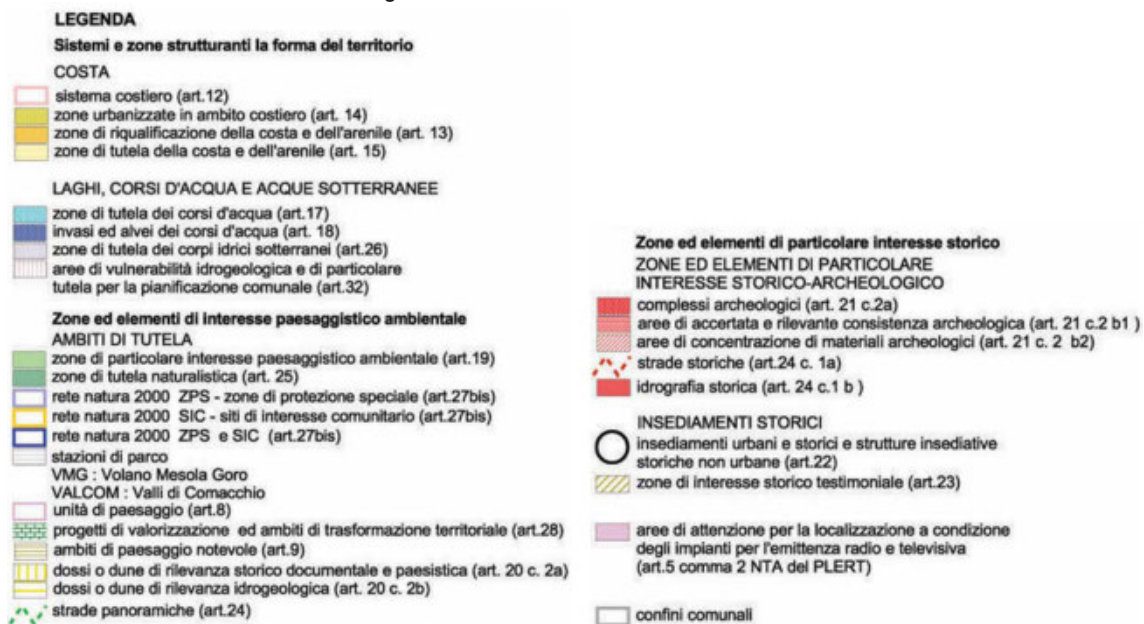 LEGENDA
Sistemi e zone strutturanti la forma del territorio
COSTA
sistema costiero (art.12)
zone urbanizzate in ambito costiero (art. 14)
zone di riqualificazione della costa e dell'arenile (art. 13)
zone di tutela della costa e dell'arenile (art. 15)
LAGHI, CORSI D'ACQUA E ACQUE SOTTERRANEE
zone di tutela dei corsi d'acqua (art.17)
invasi ed alvei dei corsi d'acqua (art. 18)
zone di tutela dei corpi idrici sotterranei (art.26)
aree di vulnerabilità idrogeologica e di particolare
tutela per la pianificazione comunale (art.32)
Zone ed elementi di interesse paesaggistico ambientale
AMBITI DI TUTELA
zone di particolare interesse paesaggistico ambientale (art.19)
zone di tutela naturalistica (art. 25)
rete natura 2000 ZPS - zone di protezione speciale (art.27bis)
rete natura 2000 SIC - siti di interesse comunitario (art.27bis)
rete natura 2000 ZPS e SIC (art.27bis)
stazioni di parco
VMG : Volano Mesola Goro
VALCOM : Valli di Comacchio
unità di paesaggio (art.8)
progetti di valorizzazione ed ambiti di trasformazione territoriale (art.28)
ambiti di paesaggio notevole (art.9)
dossi o dune di rilevanza storico documentale e paesistica (art. 20 c. 2a)
dossi o dune di rilevanza idrogeologica (art. 20 c. 2b)
strade panoramiche (art.24)
Zone ed elementi di particolare interesse storico
ZONE ED ELEMENTI DI PARTICOLARE
INTERESSE STORICO-ARCHEOLOGICO
complessi archeologici (art. 21 c.2a)
aree di accertata e rilevante consistenza archeologica (art. 21 c.2 b1 )
aree di concentrazione di materiali archeologici (art. 21 c. 2 b2)
strade storiche (art.24 c. 1a)
idrografia storica (art. 24 c.1 b )
INSEDIAMENTI STORICI
insediamenti urbani e storici e strutture insediative
storiche non urbane (art.22)
zone di interesse storico testimoniale (art.23)
aree di attenzione per la localizzazione a condizione
degli impianti per l'emittenza radio e televisiva
(art.5 comma 2 NTA del PLERT)
confini comunali